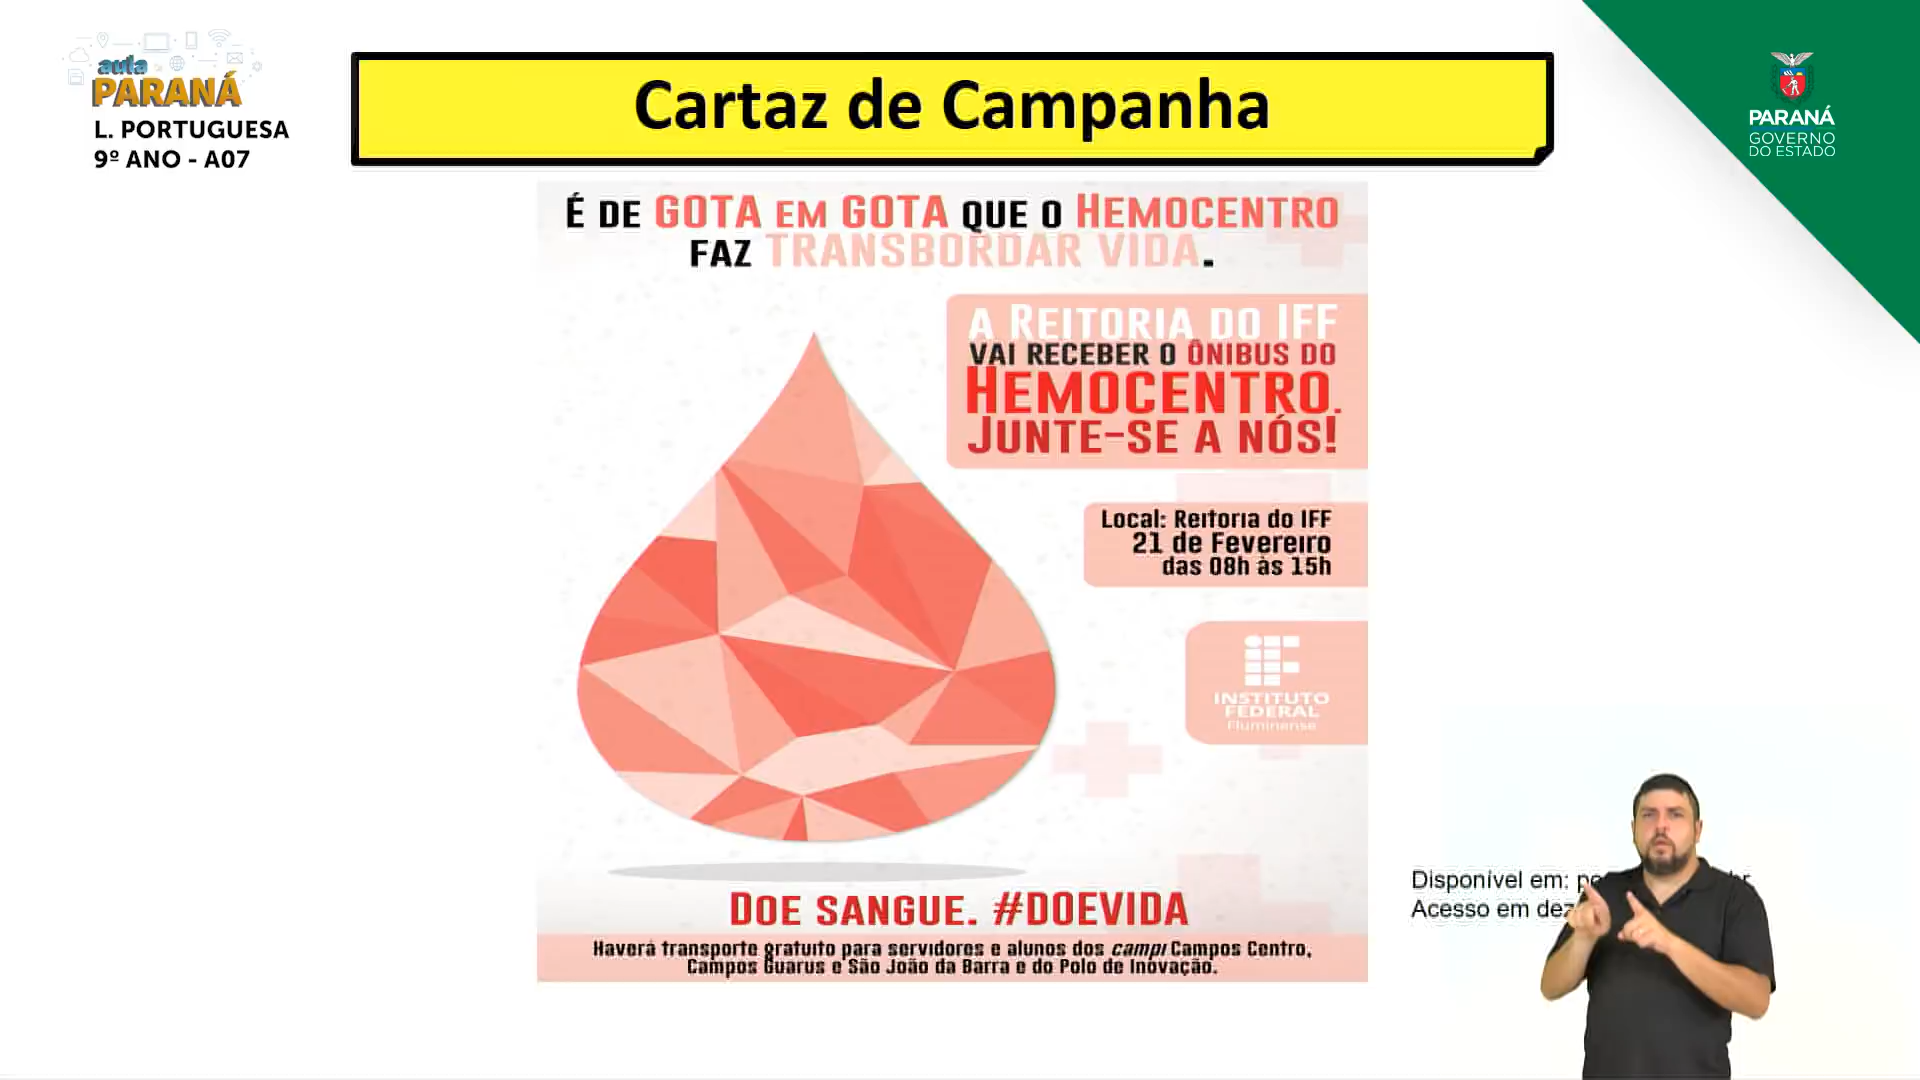 aula
PARANÁ
L. PORTUGUESA
9º ANO - A07
Cartaz de Campanha
PARANÁ
GOVERNO
DO ESTADO
É DE GOTA EM GOTA QUE O HEMOCENTRO
FAZ TRANSBORDAR VIDA.
A REITORIA DO IFF
VAI RECEBER O ÔNIBUS DO
HEMOCENTRO.
JUNTE-SE A NÓS!
Local: Reitoria do IFF
21 de Fevereiro
das 08h às 15h
INSTITUTO
FEDERAL
Fluminense
DOE SANGUE. #DOEVIDA
Haverá transporte gratuito para servidores e alunos dos campi Campos Centro,
Campos Guarus e São João da Barra e do Polo de Inovação.
Disponível em:
Acesso em